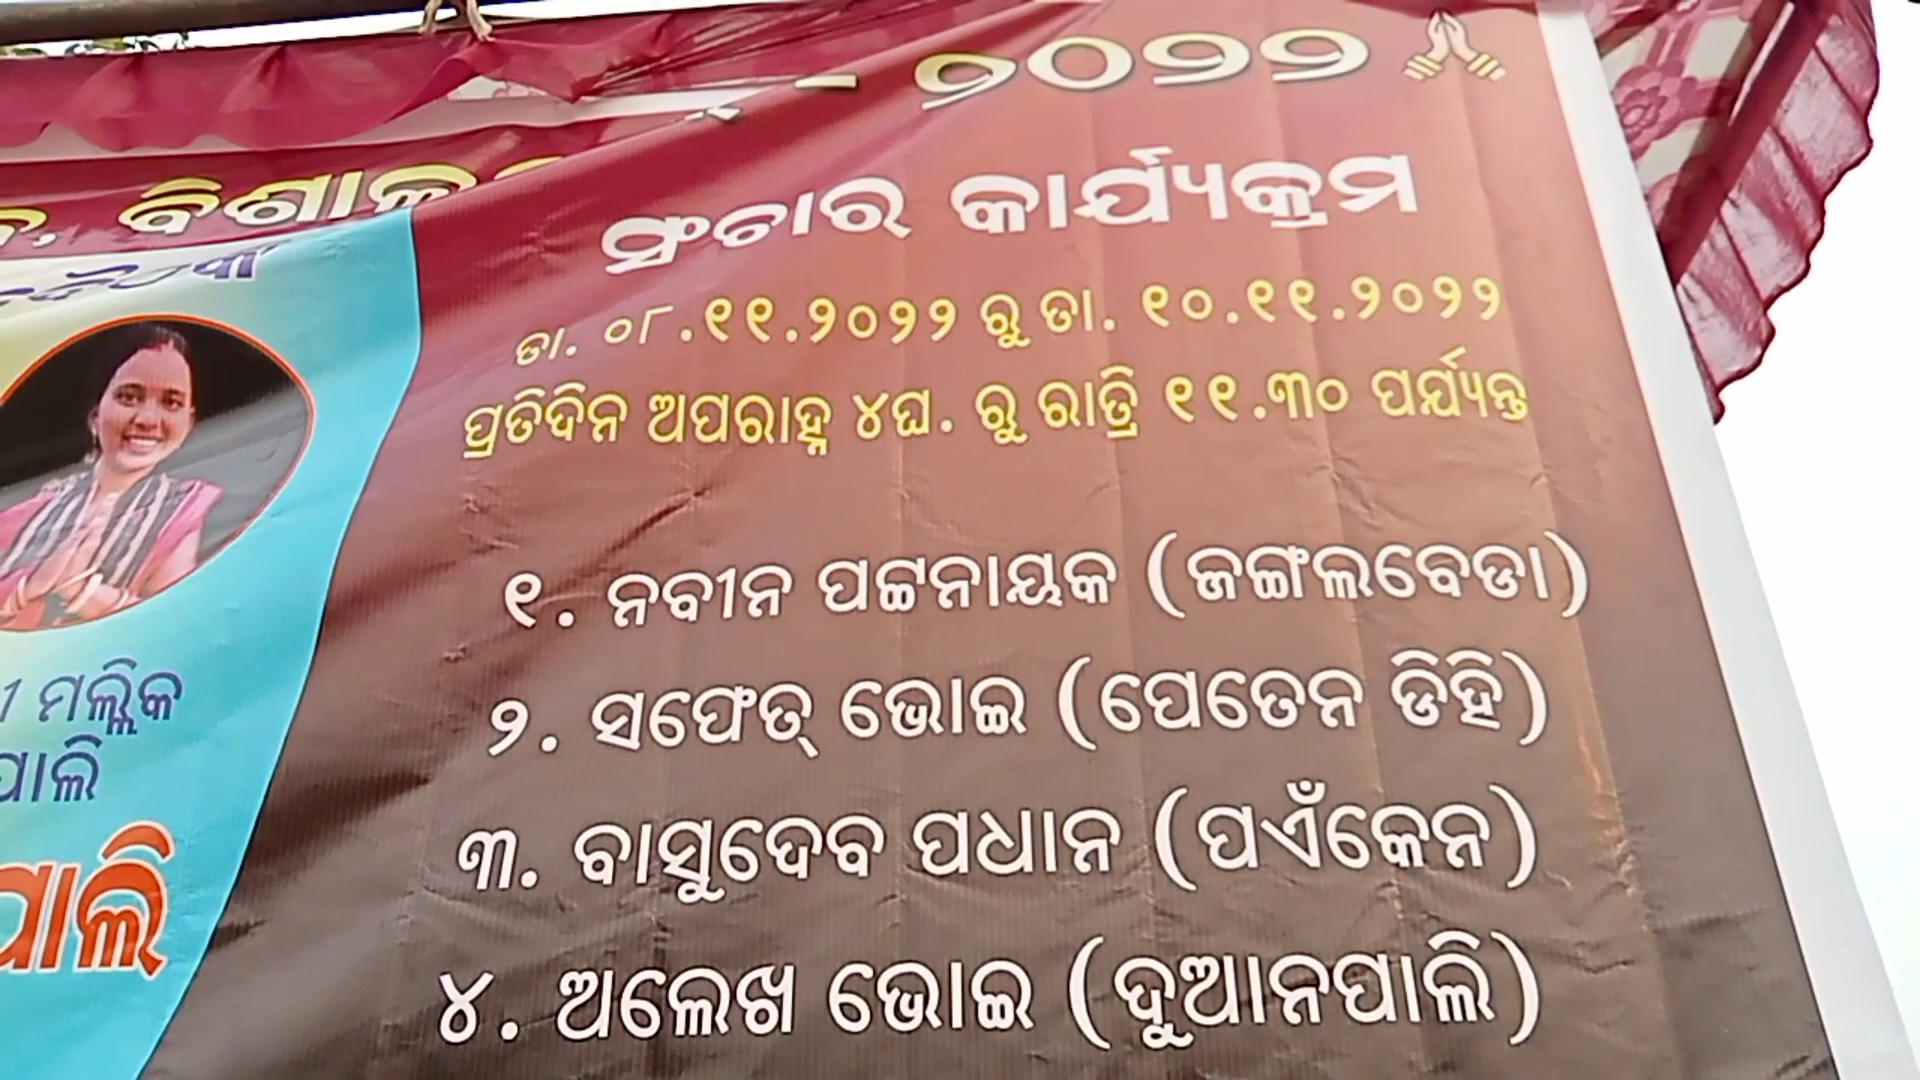 - ୨୦୨୨
ସଂଚାର କାର୍ଯ୍ୟକ୍ରମ
ତା. ୦୮.୧୧.୨୦୨୨ ରୁ ତା. ୧୦.୧୧.୨୦୨୨
ପ୍ରତିଦିନ ଅପରାହ୍ନ ୪ଘ. ରୁ ରାତ୍ରି ୧୧.୩୦ ପର୍ଯ୍ୟନ୍ତ
୧. ନବୀନ ପଟ୍ଟନାୟକ (ଜଙ୍ଗଲବେଡା)
୨. ସଫେତ୍ ଭୋଇ (ପେତେନ ଡିହି)
୩. ବାସୁଦେବ ପଧାନ (ପଏଁକେନ)
୪. ଅଲେଖ ଭୋଇ (ଦୁଆନପାଲି)
ମଲ୍ଲିକ
ପାଲି
ପାଲି